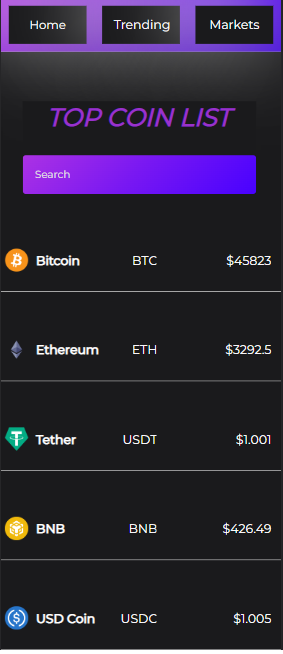 Home Trending Markets
TOP COIN LIST
Search
Bitcoin BTC $45823
Ethereum ETH $3292.5
Tether USDT $1.001
BNB BNB $426.49
USD Coin USDC $1.005